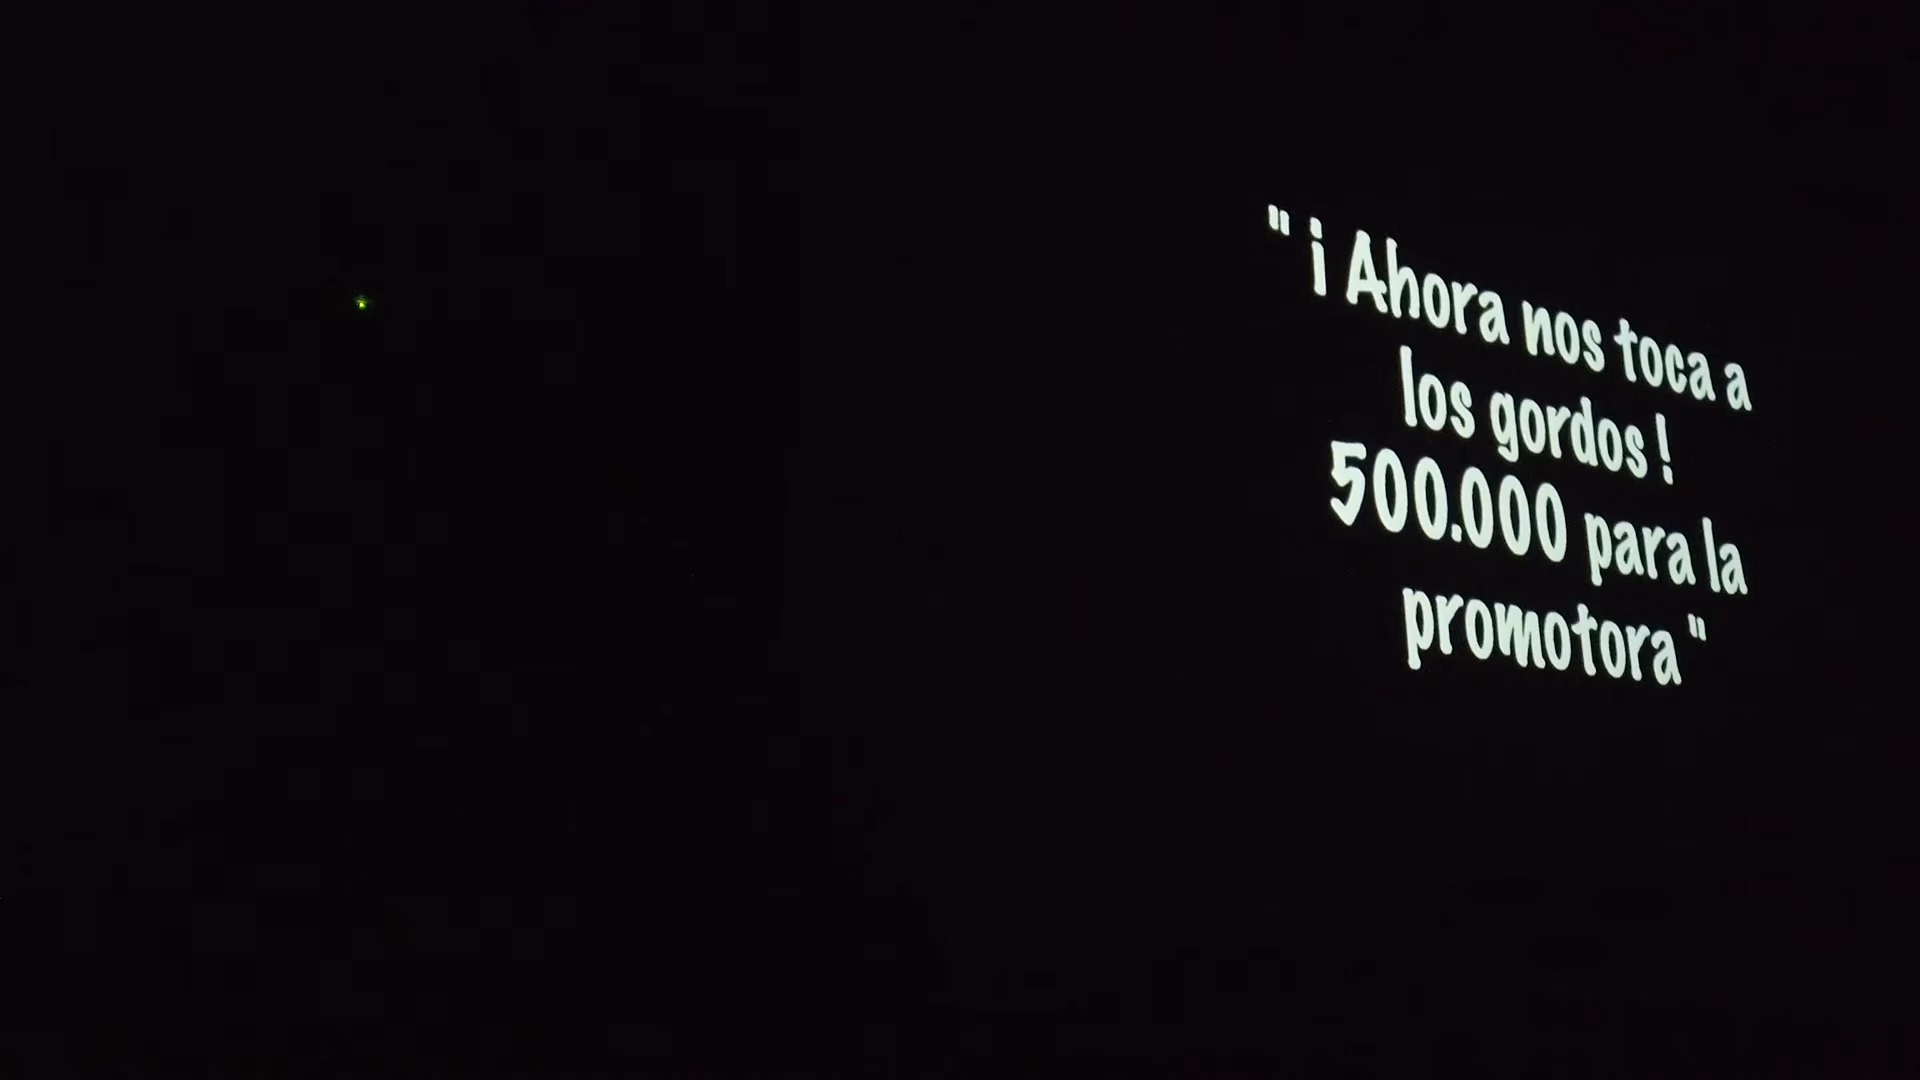 " ¡ Ahora nos toca a
los gordos !
500.000 para la
promotora "